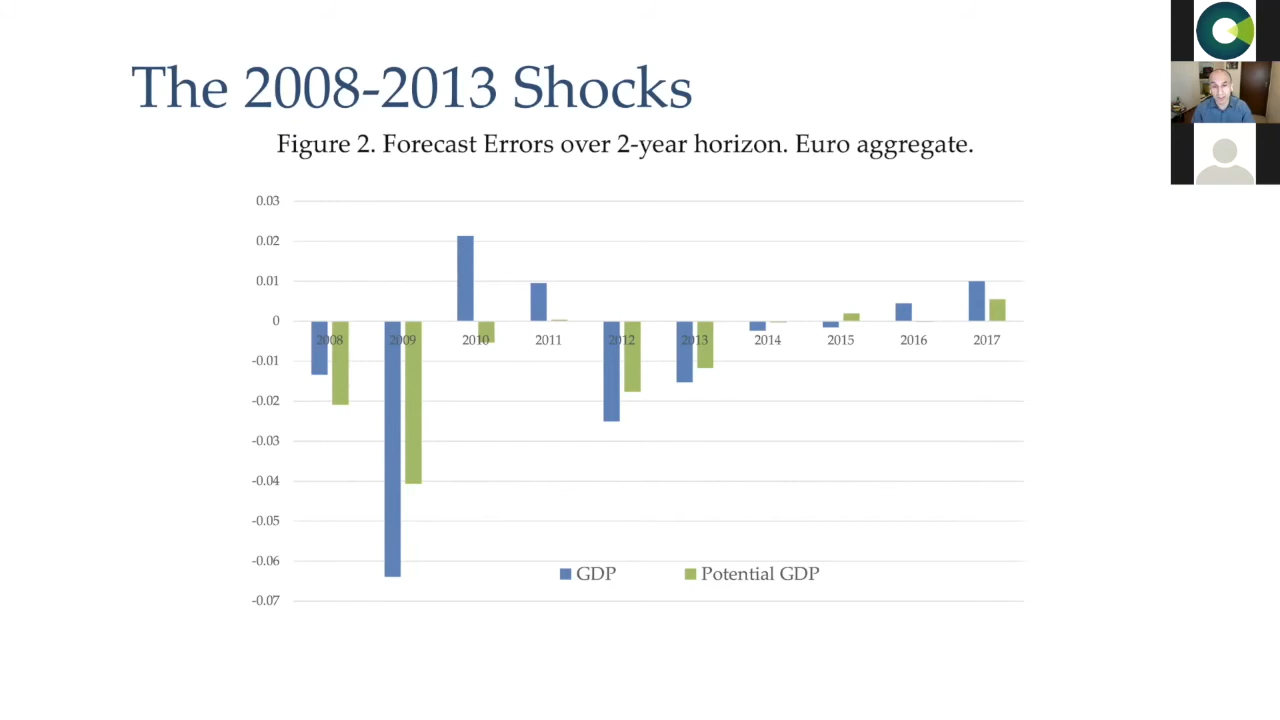 The 2008-2013 Shocks
Figure 2. Forecast Errors over 2-year horizon. Euro aggregate.
0.03
0.02
0.01
0
2008 2009 2010 2011 2012 2013 2014 2015 2016 2017
-0.01
-0.02
-0.03
-0.04
-0.05
-0.06
GDP Potential GDP
-0.07